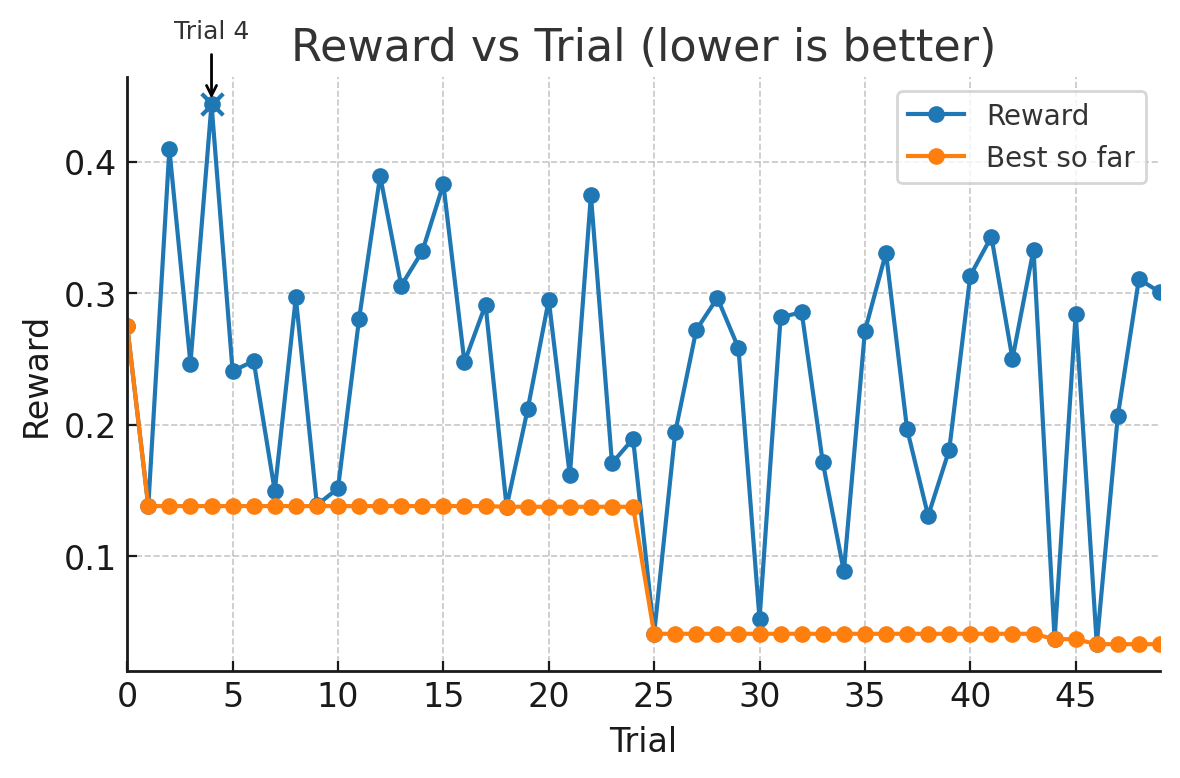 Trial 4
Reward vs Trial (lower is better)
Reward
Best so far
0.4
0.3
0.2
0.1
Reward
0 5 10 15 20 25 30 35 40 45
Trial